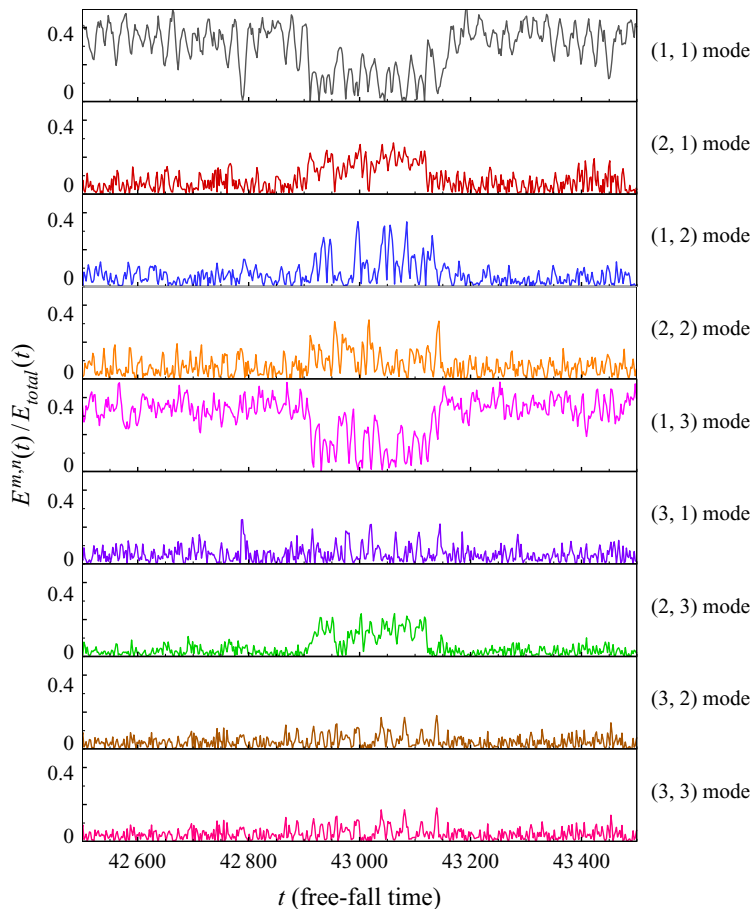 0.4
0
(1, 1) mode
0.4
0
(2, 1) mode
0.4
0
(1, 2) mode
0.4
0
(2, 2) mode
0.4
0
(1, 3) mode
0.4
0
(3, 1) mode
0.4
0
(2, 3) mode
0.4
0
(3, 2) mode
0.4
0
(3, 3) mode
E^{m,n}(t) / E_{total}(t)
42 600 42 800 43 000 43 200 43 400
t (free-fall time)